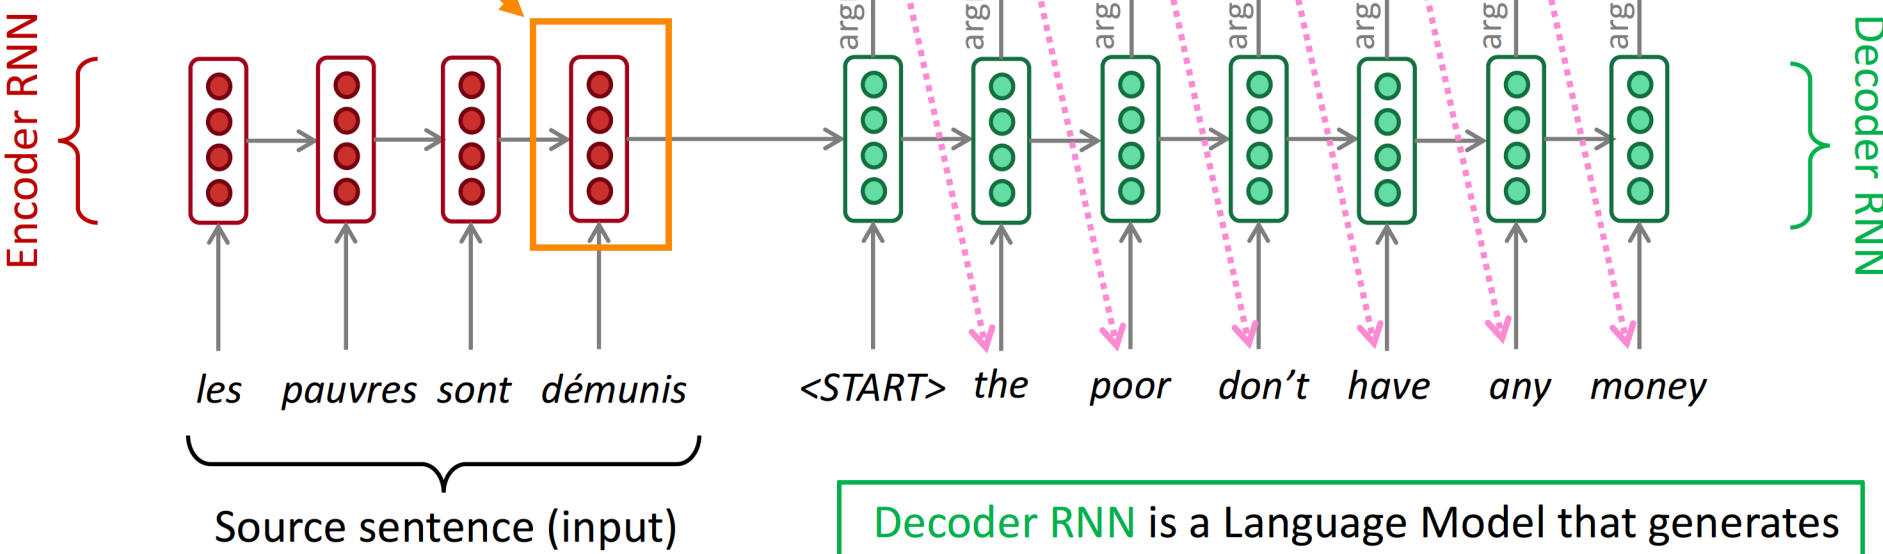 Encoder RNN
arg
arg
arg
arg
arg
arg
arg
Decoder RNN
les pauvres sont démunis
<START> the poor don't have any money
Source sentence (input)
Decoder RNN is a Language Model that generates